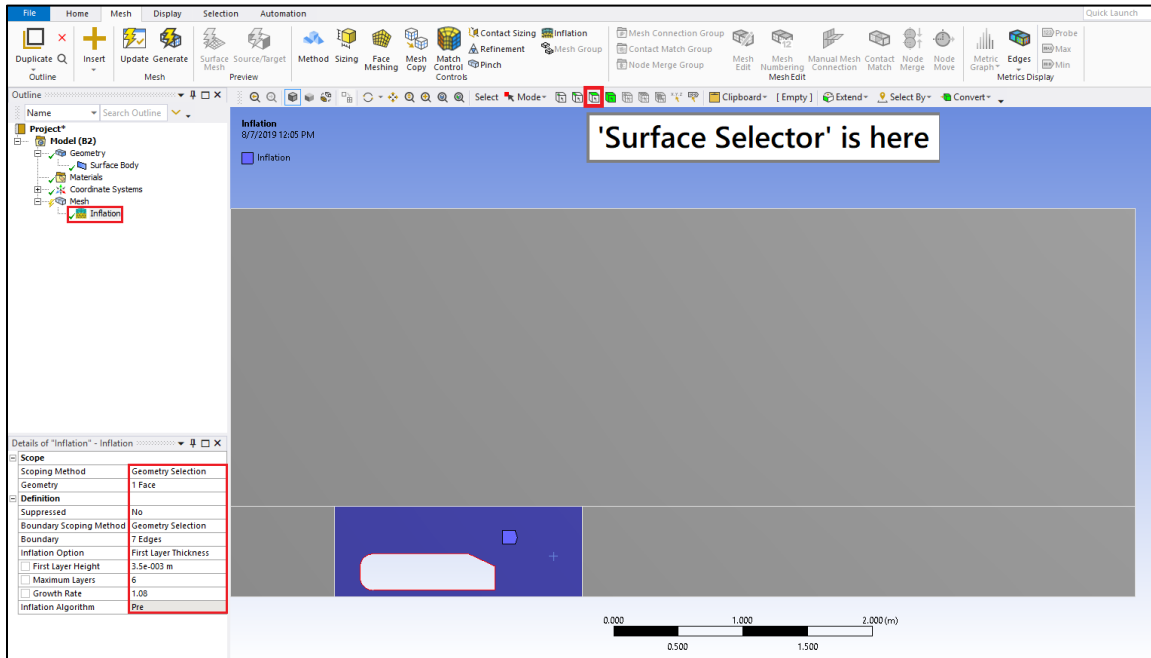 File Home Mesh Display Selection Automation Quick Launch
Duplicate Q
Outline
Insert
Update Generate
Mesh
Surface Mesh Source/Target
Preview
Method Sizing Face Meshing Mesh Copy Match Control
Contact Sizing Inflation
Refinement Mesh Group
Pinch
Controls
Mesh Connection Group
Contact Match Group
Node Merge Group
Mesh Edit Mesh Numbering Manual Mesh Connection Contact Match Node Merge Node Move
Mesh Edit
Metric Graph Edges
Probe
Max
Min
Metrics Display
Outline
Name Search Outline
Project*
Model (B2)
Geometry
Surface Body
Materials
Coordinate Systems
Mesh
Inflation
Select Mode Clipboard [Empty] Extend Select By Convert
Inflation
8/7/2019 12:05 PM
Inflation
'Surface Selector' is here
Details of "Inflation" - Inflation
Scope
Scoping Method Geometry Selection
Geometry 1 Face
Definition
Suppressed No
Boundary Scoping Method Geometry Selection
Boundary 7 Edges
Inflation Option First Layer Thickness
First Layer Height 3.5e-003 m
Maximum Layers 6
Growth Rate 1.08
Inflation Algorithm Pre
0.000 1.000 2.000 (m)
0.500 1.500